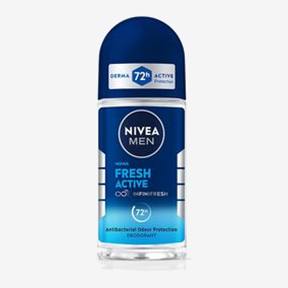 DERMA 72h ACTIVE
Protection
NIVEA
MEN
FRESH
ACTIVE
INFINIFRESH
72h
Antibacterial Odour Protection
DEODORANT